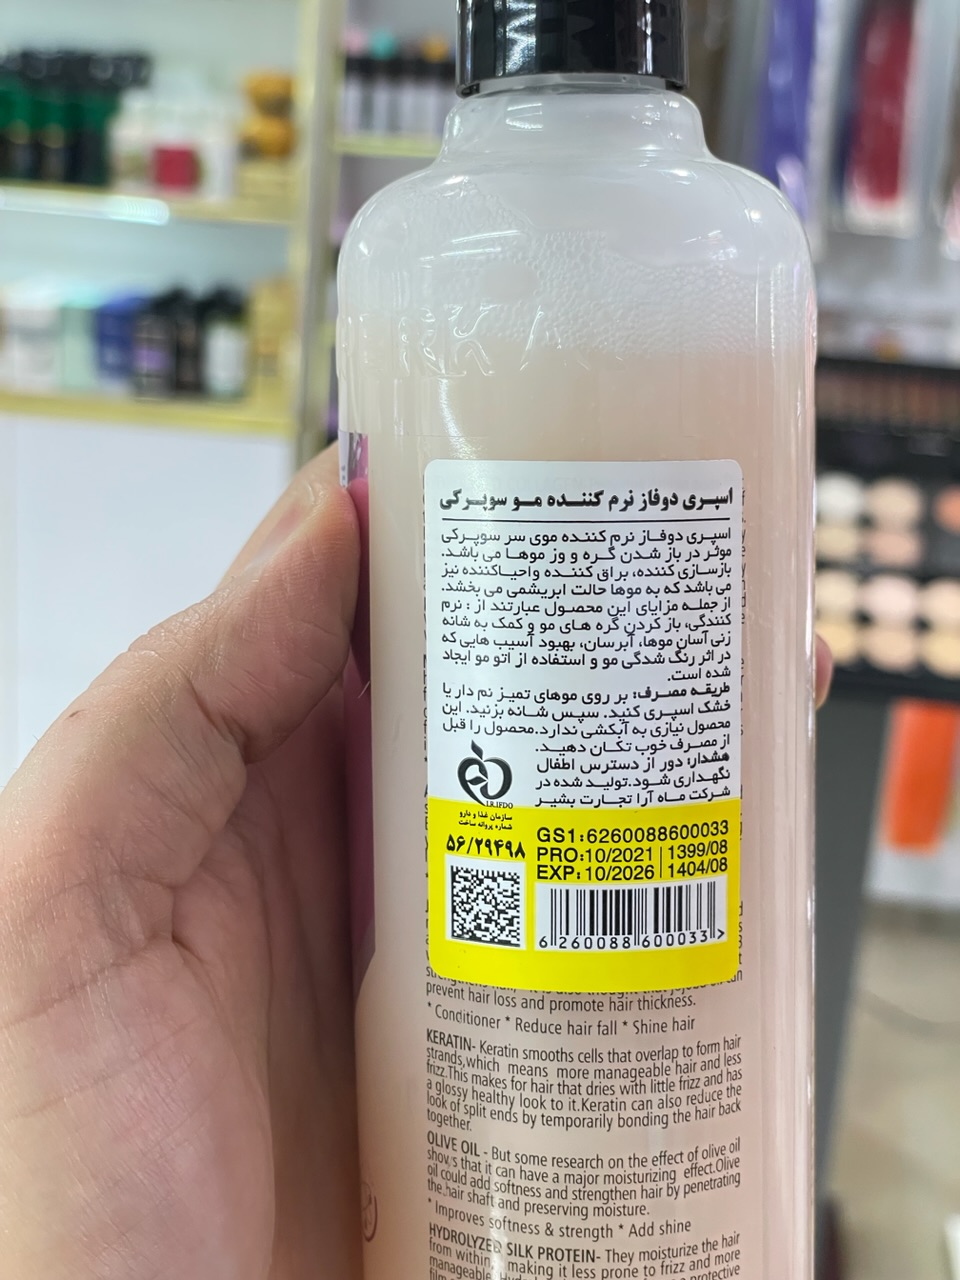 اسپری دوفاز نرم کننده مو سوپرکی
اسپری دوفاز نرم کننده موی سر سوپرکی
موثر در باز شدن گره و وز موها می باشد.
بازسازی کننده، براق کننده واحیاکننده نیز
می باشد که به موها حالت ابریشمی می بخشد.
از جمله مزایای این محصول عبارتند از : نرم
کنندگی، باز کردن گره های مو و کمک به شانه
زنی آسان موها، آبرسان، بهبود آسیب هایی که
در اثر رنگ شدگی مو و استفاده از اتو مو ایجاد
شده است.
طریقه مصرف: بر روی موهای تمیز نم دار یا
خشک اسپری کنید. سپس شانه بزنید. این
محصول نیازی به آبکشی ندارد.محصول را قبل
از مصرف خوب تکان دهید.
هشدار: دور از دسترس اطفال
نگهداری شود.تولید شده در
شرکت ماه آرا تجارت بشیر
I.R.IFDO
سازمان غذا و دارو
شماره پروانه ساخت
۵۶/۲۹۴۹۸
GS1:6260088600033
PRO:10/2021 | 1399/08
EXP:10/2026 | 1404/08
6 260088 600033 >
prevent hair loss and promote hair thickness.
* Conditioner * Reduce hair fall * Shine hair
KERATIN- Keratin smooths cells that overlap to form hair
strands,which means more manageable hair and less
frizz.This makes for hair that dries with little frizz and has
a glossy healthy look to it.Keratin can also reduce the
look of split ends by temporarily bonding the hair back
together.
OLIVE OIL - But some research on the effect of olive oil
shows that it can have a major moisturizing effect.Olive
oil could add softness and strengthen hair by penetrating
the hair shaft and preserving moisture.
* Improves softness & strength * Add shine
HYDROLYZED SILK PROTEIN- They moisturize the hair
from within, making it less prone to frizz and more
manageable.
protective